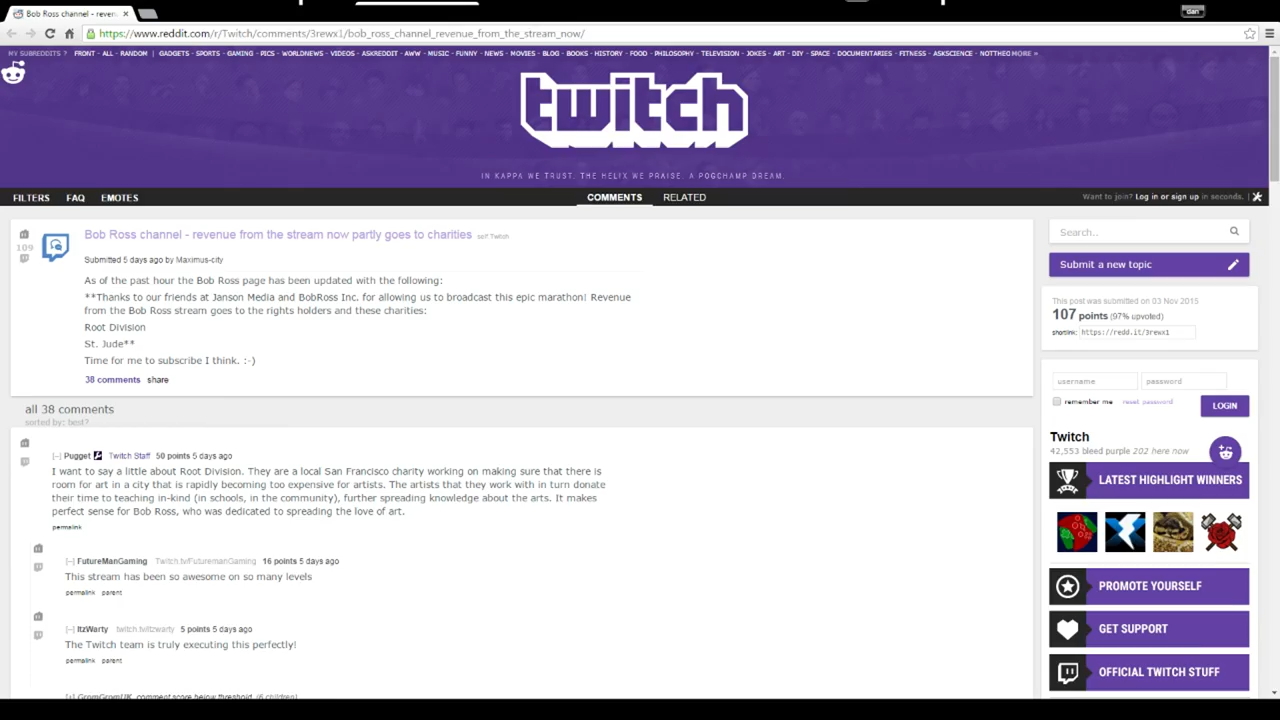 Bob Ross channel - reven
dan
https://www.reddit.com/r/Twitch/comments/3rewx1/bob_ross_channel_revenue_from_the_stream_now/
MY SUBREDDITS ? FRONT - ALL - RANDOM | GADGETS - SPORTS - GAMING - PICS - WORLDNEWS - VIDEOS - ASKREDDIT - AWW - MUSIC - FUNNY - NEWS - MOVIES - BLOG - BOOKS - HISTORY - FOOD - PHILOSOPHY - TELEVISION - JOKES - ART - DIY - SPACE - DOCUMENTARIES - FITNESS - ASKSCIENCE - NOTTHEO MORE »
twitch
IN KAPPA WE TRUST. THE HELIX WE PRAISE. A POGCHAMP DREAM.
FILTERS FAQ EMOTES COMMENTS RELATED Want to join? Log in or sign up in seconds. |
109
Bob Ross channel - revenue from the stream now partly goes to charities self.Twitch
Submitted 5 days ago by Maximus-city
As of the past hour the Bob Ross page has been updated with the following:
**Thanks to our friends at Janson Media and BobRoss Inc. for allowing us to broadcast this epic marathon! Revenue
from the Bob Ross stream goes to the rights holders and these charities:
Root Division
St. Jude**
Time for me to subscribe I think. :-)
38 comments share
all 38 comments
sorted by: best?
[–] Pugget Twitch Staff 50 points 5 days ago
I want to say a little about Root Division. They are a local San Francisco charity working on making sure that there is
room for art in a city that is rapidly becoming too expensive for artists. The artists that they work with in turn donate
their time to teaching in-kind (in schools, in the community), further spreading knowledge about the arts. It makes
perfect sense for Bob Ross, who was dedicated to spreading the love of art.
permalink
[–] FutureManGaming Twitch.tv/FuturemanGaming 16 points 5 days ago
This stream has been so awesome on so many levels
permalink parent
[–] ItzWarty twitch.tv/itzwarty 5 points 5 days ago
The Twitch team is truly executing this perfectly!
permalink parent
[+] GromGromUK comment score below threshold (6 children)
Search..
Submit a new topic
This post was submitted on 03 Nov 2015
107 points (97% upvoted)
shortlink: https://redd.it/3rewx1
username password
remember me reset password LOGIN
Twitch
42,553 bleed purple 202 here now
LATEST HIGHLIGHT WINNERS
PROMOTE YOURSELF
GET SUPPORT
OFFICIAL TWITCH STUFF